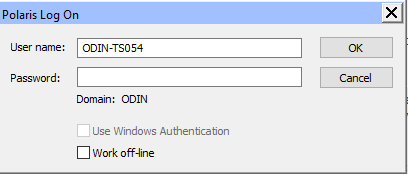 Polaris Log On
User name: ODIN-TS054 OK
Password: Cancel
Domain: ODIN
Use Windows Authentication
Work off-line